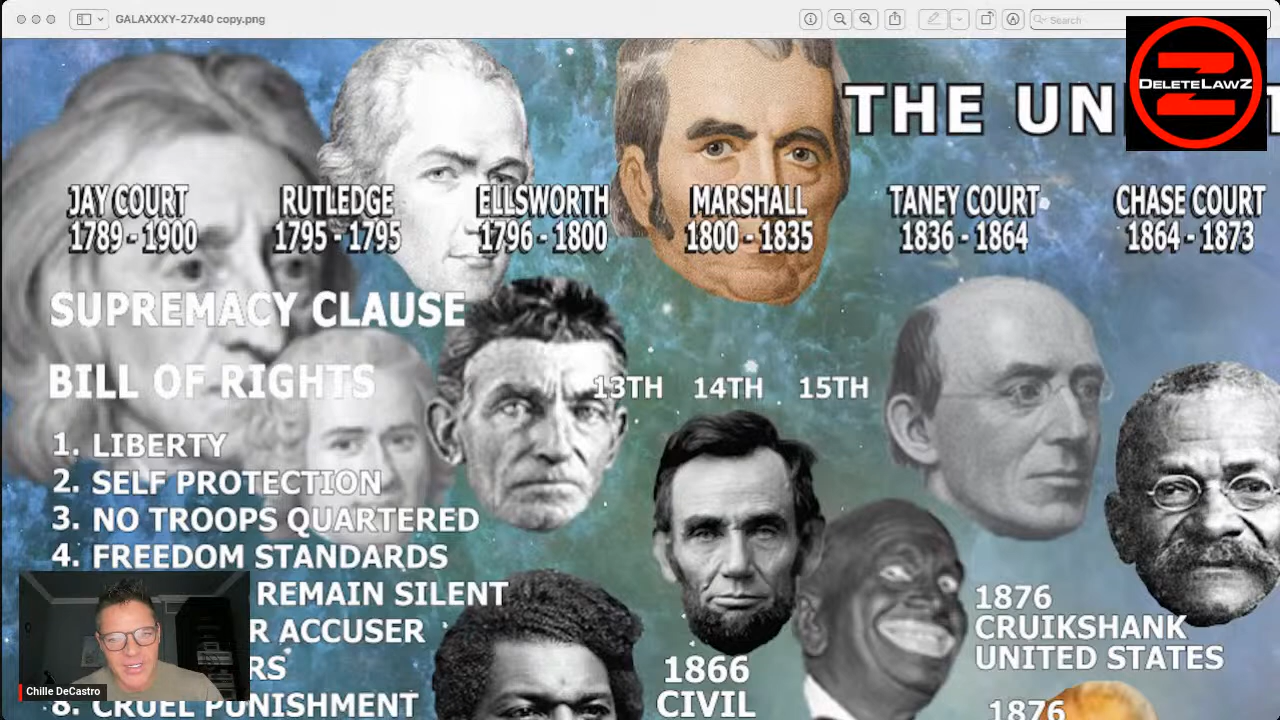 GALAXXXY-27x40 copy.png
Search
DELETELAWZ
THE UN
JAY COURT
1789 - 1900
RUTLEDGE
1795 - 1795
ELLSWORTH
1796 - 1800
MARSHALL
1800 - 1835
TANEY COURT
1836 - 1864
CHASE COURT
1864 - 1873
SUPREMACY CLAUSE
BILL OF RIGHTS
13TH 14TH 15TH
1. LIBERTY
2. SELF PROTECTION
3. NO TROOPS QUARTERED
4. FREEDOM STANDARDS
REMAIN SILENT
R ACCUSER
RS
8. CRUEL PUNISHMENT
1866
CIVIL
1876
CRUIKSHANK
UNITED STATES
1876
Chille DeCastro